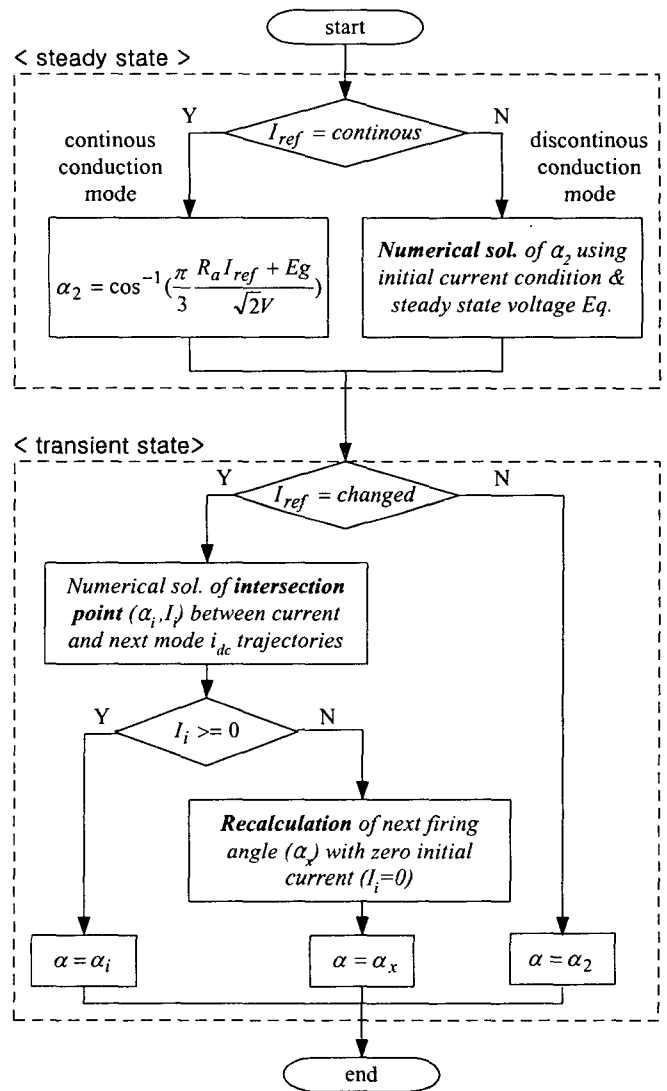 start
< steady state >
Y
I_ref = continous
N
continous
conduction
mode
discontinous
conduction
mode
α₂ = cos⁻¹(π/3 (R_a I_ref + Eg)/(√2V))
Numerical sol. of α₂ using
initial current condition &
steady state voltage Eq.
< transient state>
Y
I_ref = changed
N
Numerical sol. of intersection
point (α_i,I_i) between current
and next mode i_dc trajectories
Y
I_i >= 0
N
Recalculation of next firing
angle (α_x) with zero initial
current (I_i=0)
α = α_i
α = α_x
α = α₂
end